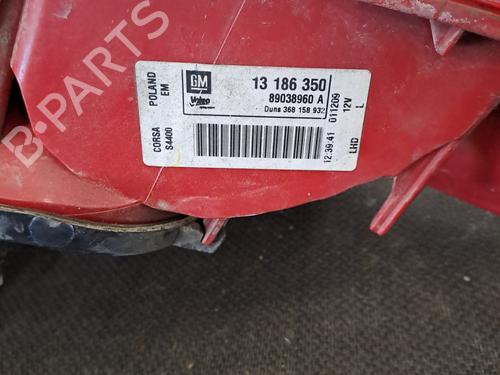 POLAND
EM
GM
Valeo
13 186 350
89038960 A
Duns 368 158 932
CORSA
S4400
12:39:41
011209
12V
L
LHD
B-PARTS